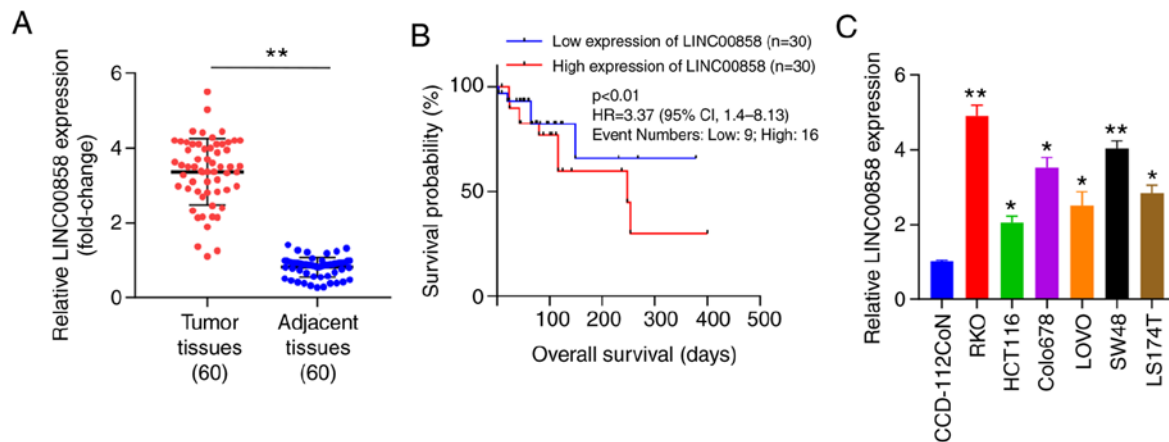 A
Relative LINC00858 expression
(fold-change)
6
4
2
0
**
Tumor
tissues
(60)
Adjacent
tissues
(60)
B
Low expression of LINC00858 (n=30)
High expression of LINC00858 (n=30)
p<0.01
HR=3.37 (95% CI, 1.4–8.13)
Event Numbers: Low: 9; High: 16
Survival probability (%)
100
50
100
200
300
400
500
Overall survival (days)
C
Relative LINC00858 expression
6
4
2
0
**
*
*
*
**
*
CCD-112CoN
RKO
HCT116
Colo678
LOVO
SW48
LS174T